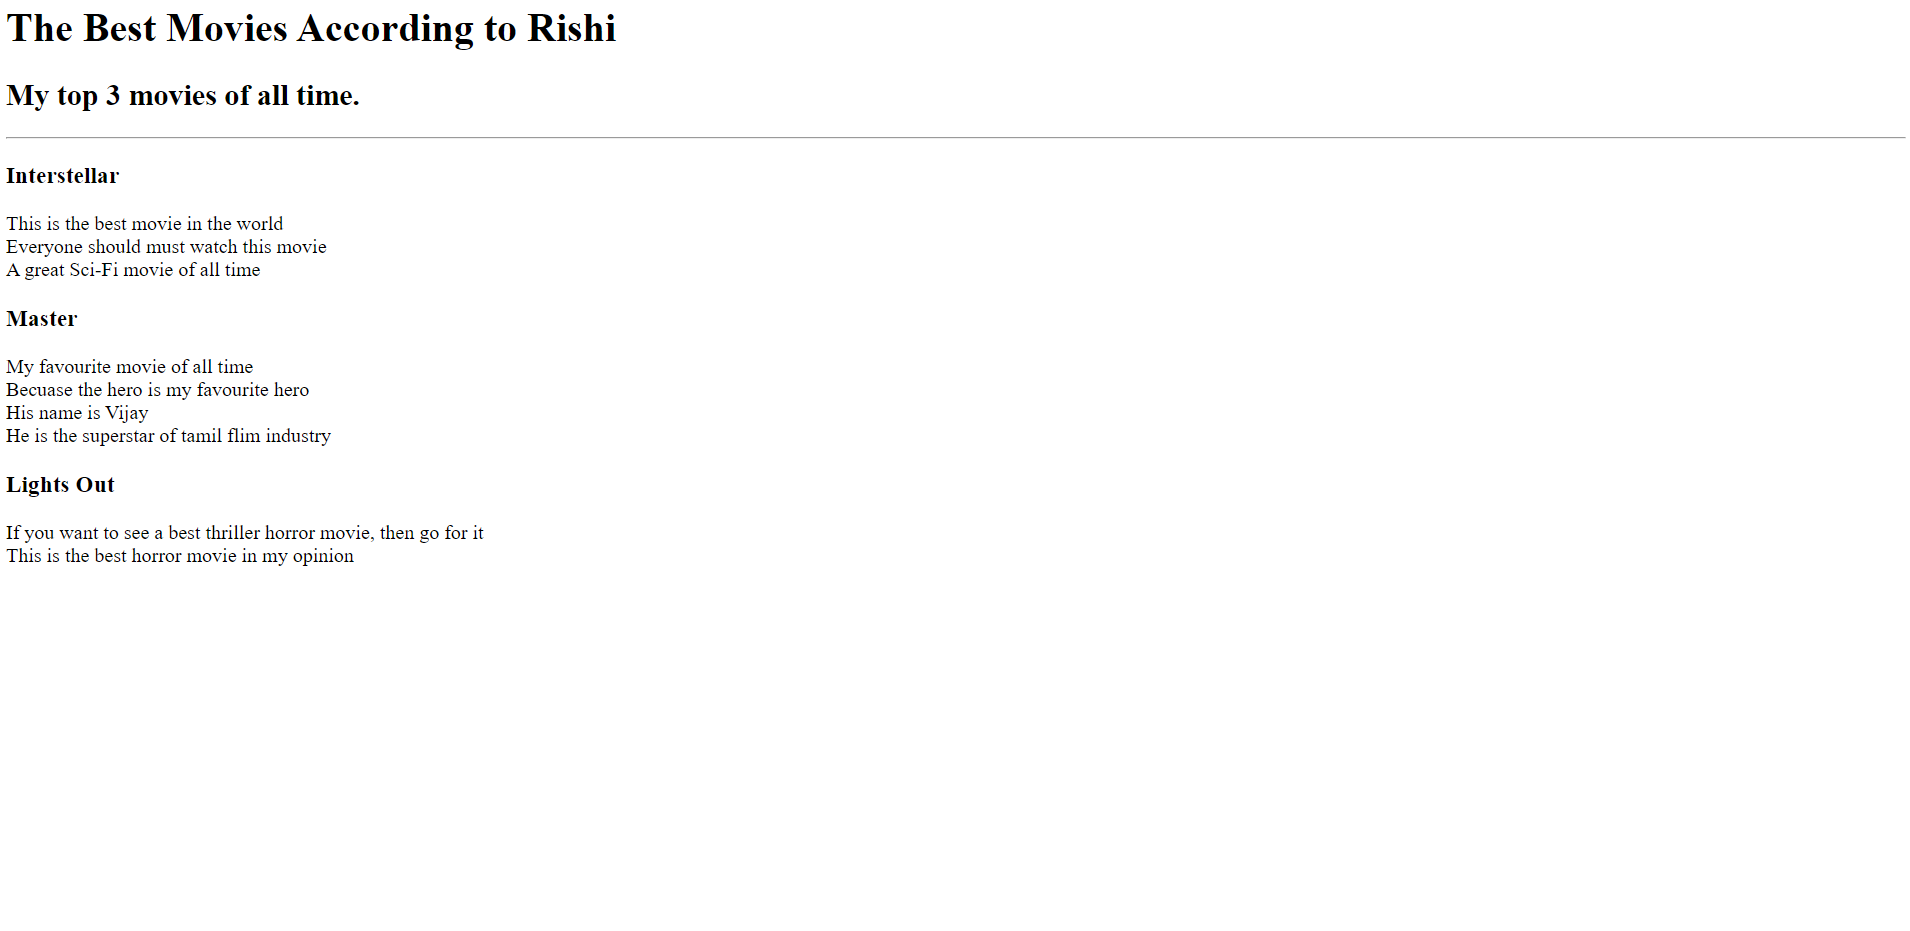 The Best Movies According to Rishi
My top 3 movies of all time.
Interstellar
This is the best movie in the world
Everyone should must watch this movie
A great Sci-Fi movie of all time
Master
My favourite movie of all time
Becuase the hero is my favourite hero
His name is Vijay
He is the superstar of tamil flim industry
Lights Out
If you want to see a best thriller horror movie, then go for it
This is the best horror movie in my opinion